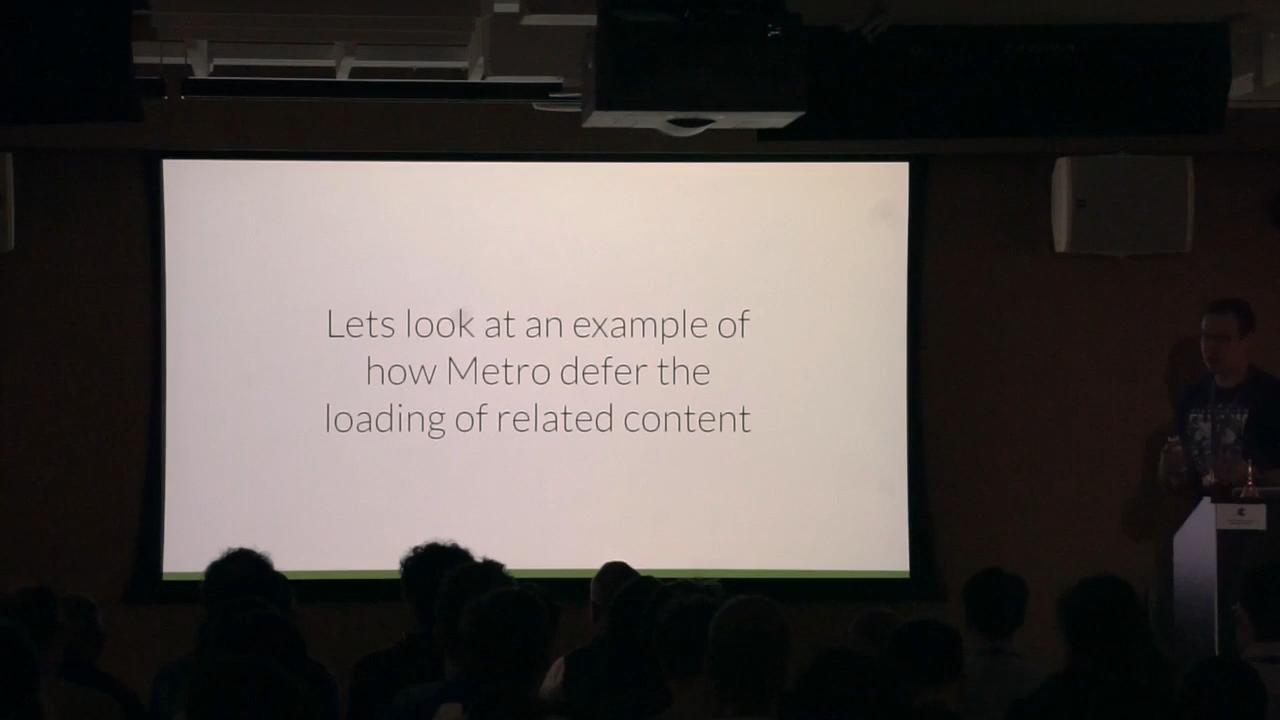 Lets look at an example of
how Metro defer the
loading of related content